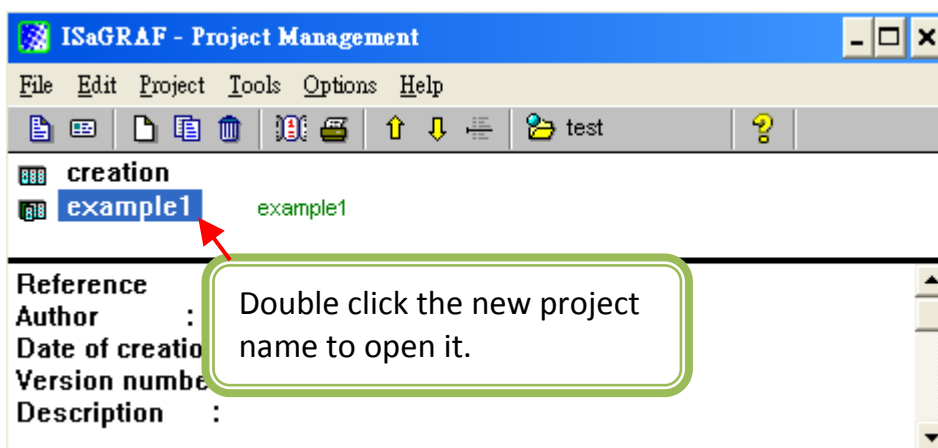 ISaGRAF - Project Management
File Edit Project Tools Options Help
test
creation
example1 example1
Reference
Author :
Date of creatio
Version numbe
Description :
Double click the new project
name to open it.